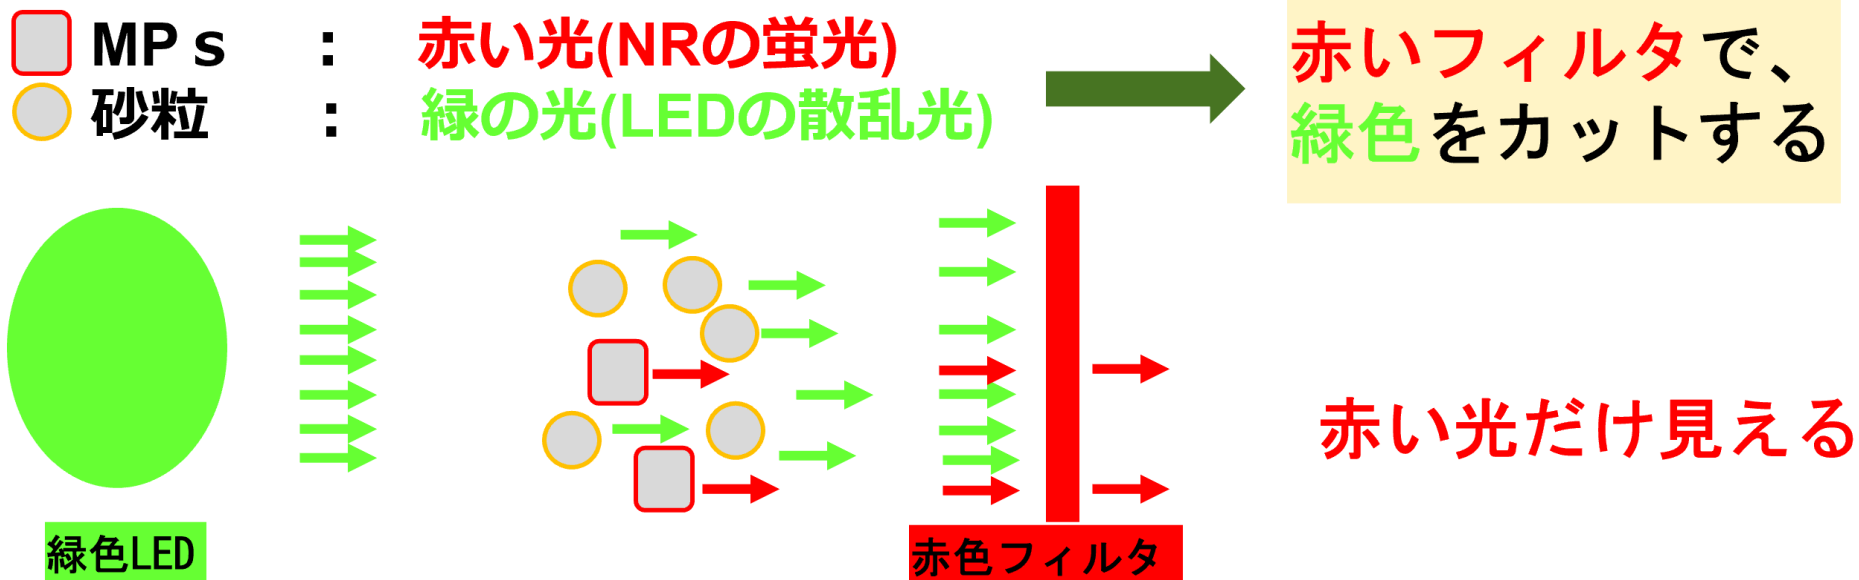 MPｓ ： 赤い光(NRの蛍光)
砂粒 ： 緑の光(LEDの散乱光)
赤いフィルタで、
緑色をカットする
赤い光だけ見える
緑色LED
赤色フィルタ